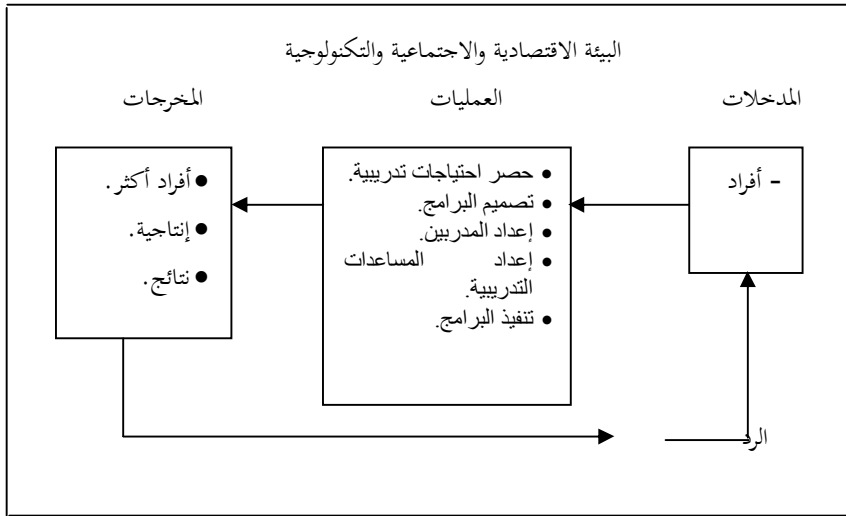 البيئة الاقتصادية والاجتماعية والتكنولوجية
المدخلات
العمليات
المخرجات
- أفراد
• حصر احتياجات تدريبية.
• تصميم البرامج.
• إعداد المدربين.
• إعداد المساعدات
التدريبية.
• تنفيذ البرامج.
• أفراد أكثر.
• إنتاجية.
• نتائج.
الرد